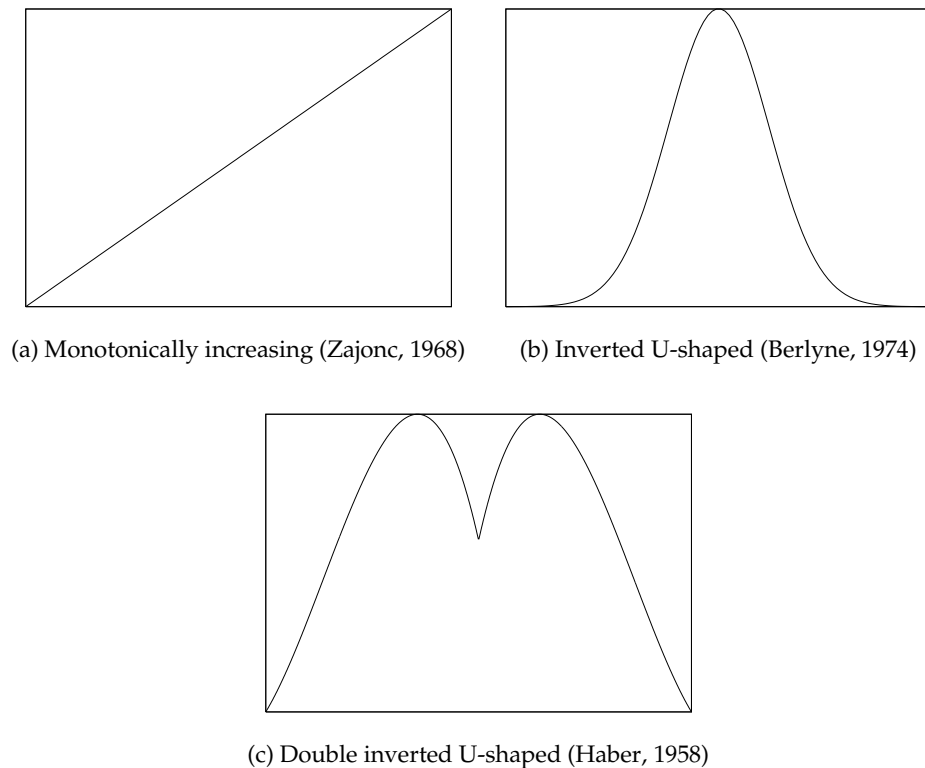 (a) Monotonically increasing (Zajonc, 1968)
(b) Inverted U-shaped (Berlyne, 1974)
(c) Double inverted U-shaped (Haber, 1958)